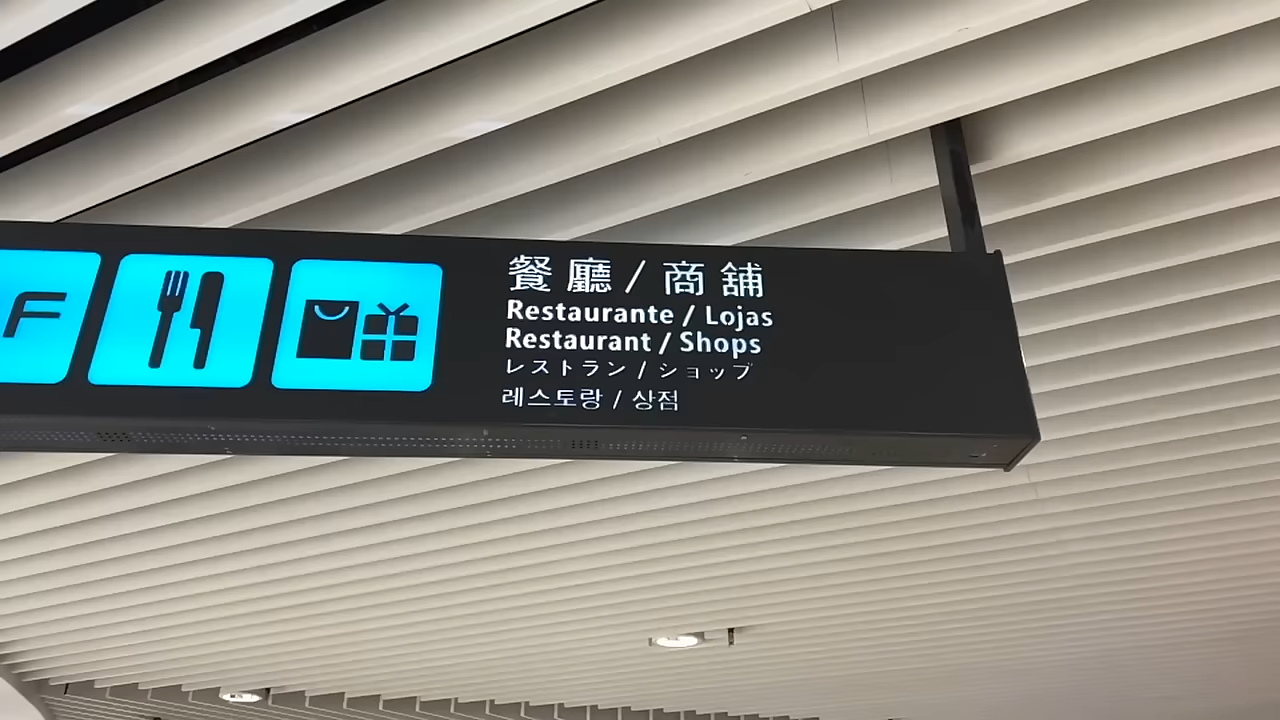 F
餐廳 / 商舖
Restaurante / Lojas
Restaurant / Shops
レストラン / ショップ
레스토랑 / 상점